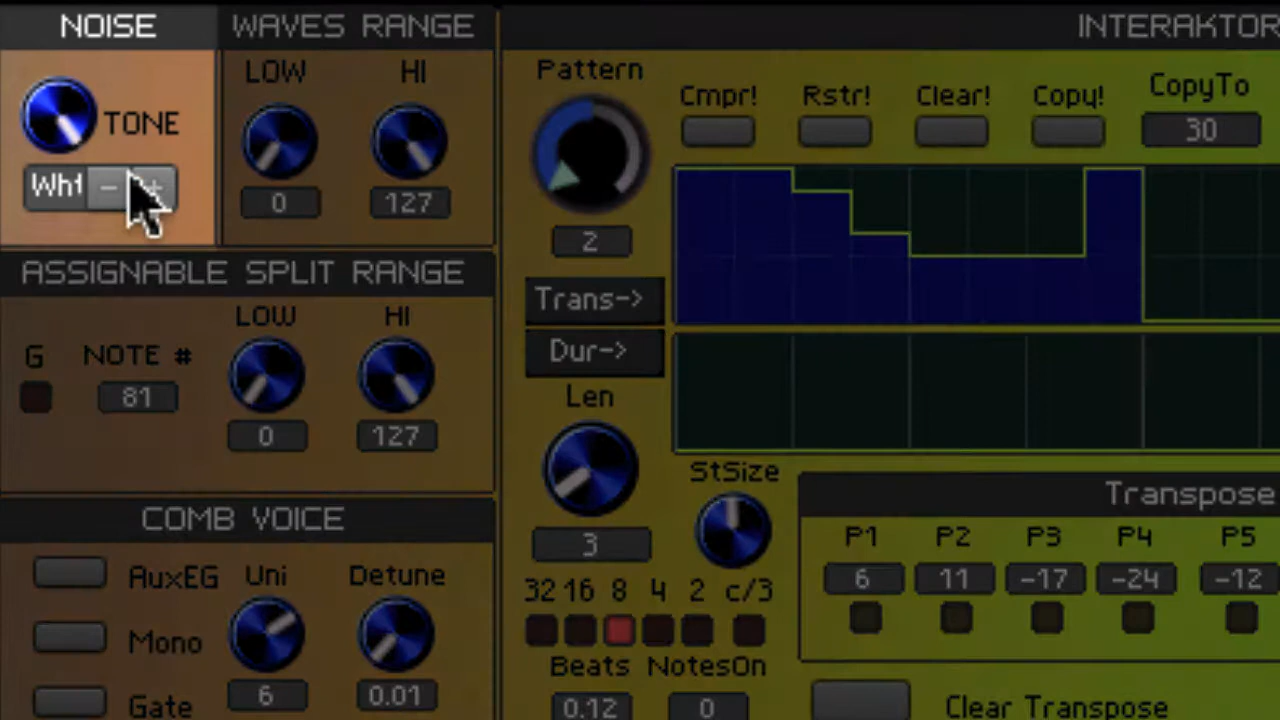 NOISE
WAVES RANGE
INTERAKTOR
LOW HI
TONE
Wht - +
0 127
Pattern
2
Cmpr! Rstr! Clear! Copy! CopyTo
30
Trans->
Dur->
ASSIGNABLE SPLIT RANGE
LOW HI
G NOTE #
81
0 127
Len
3
StSize
32 16 8 4 2 c/3
Beats NotesOn
0.12 0
Transpose
P1 P2 P3 P4 P5
6 11 -17 -24 -12
Clear Transpose
COMB VOICE
AuxEG
Mono
Gate
Uni Detune
6 0.01